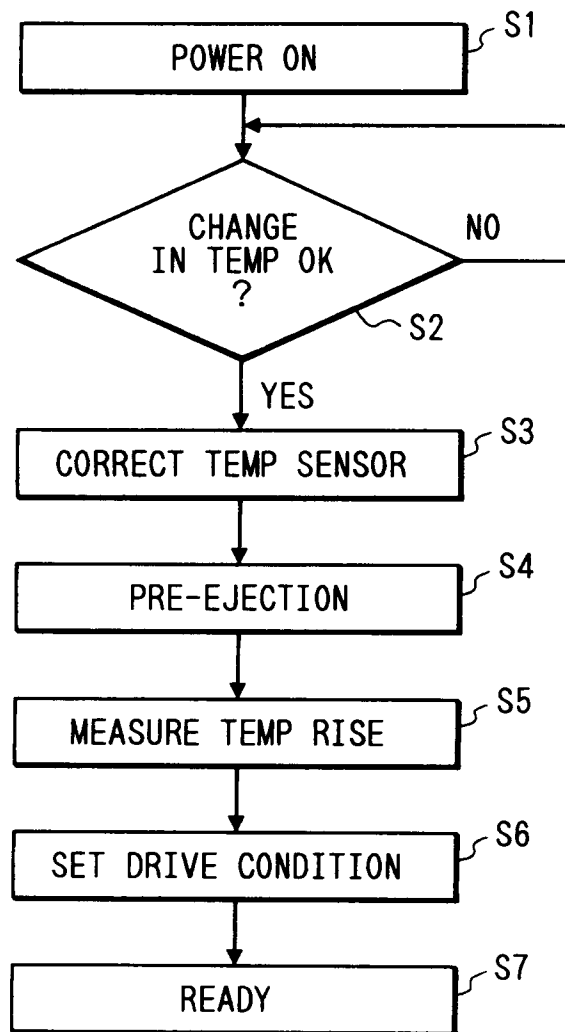 S1
POWER ON
CHANGE
IN TEMP OK
?
NO
S2
YES
S3
CORRECT TEMP SENSOR
S4
PRE-EJECTION
S5
MEASURE TEMP RISE
S6
SET DRIVE CONDITION
S7
READY